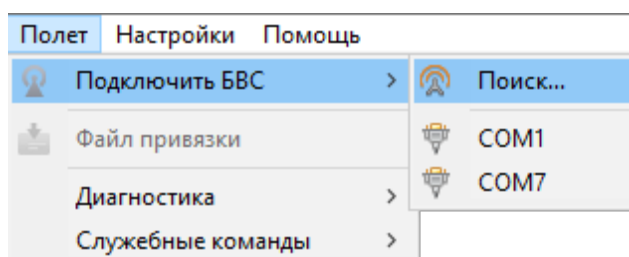 Полет Настройки Помощь
Подключить БВС > Поиск...
Файл привязки COM1
COM7
Диагностика >
Служебные команды >